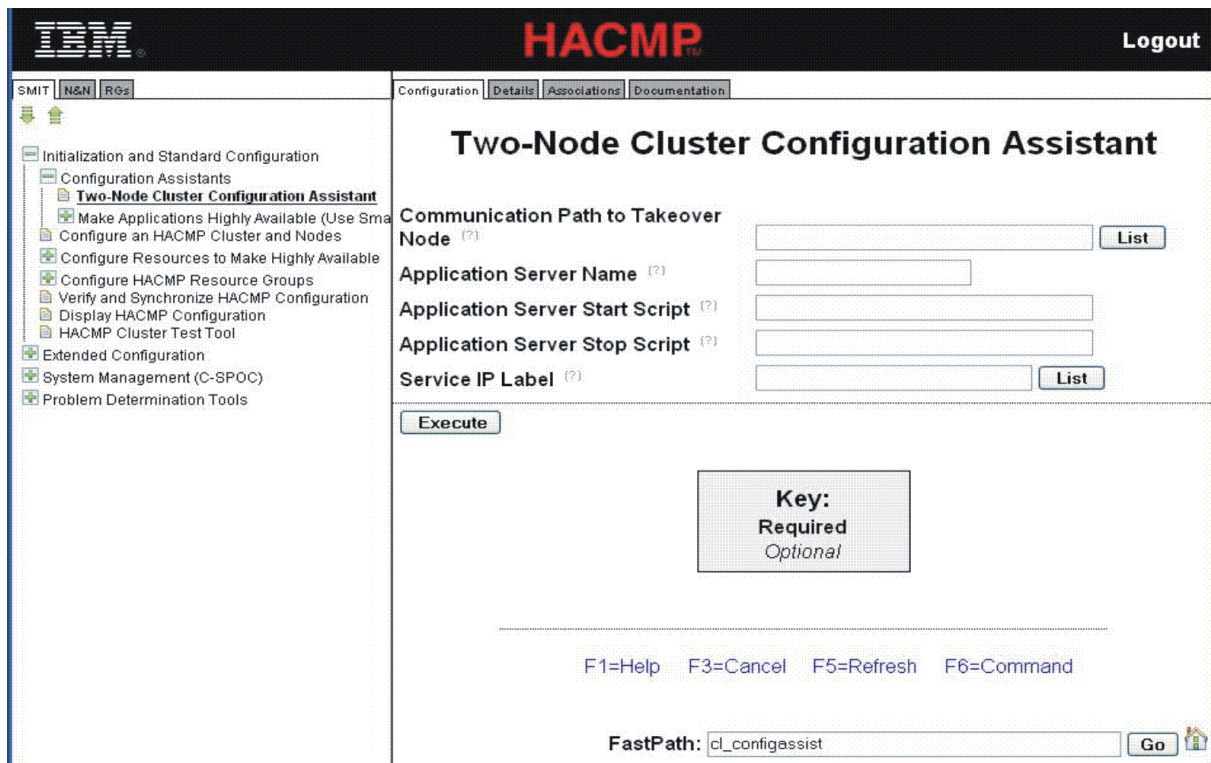 IBM®
HACMP™
Logout
SMIT N&N RGs
Initialization and Standard Configuration
Configuration Assistants
Two-Node Cluster Configuration Assistant
Make Applications Highly Available (Use Sma
Configure an HACMP Cluster and Nodes
Configure Resources to Make Highly Available
Configure HACMP Resource Groups
Verify and Synchronize HACMP Configuration
Display HACMP Configuration
HACMP Cluster Test Tool
Extended Configuration
System Management (C-SPOC)
Problem Determination Tools
Configuration Details Associations Documentation
Two-Node Cluster Configuration Assistant
Communication Path to Takeover
Node (?) List
Application Server Name (?)
Application Server Start Script (?)
Application Server Stop Script (?)
Service IP Label (?) List
Execute
Key:
Required
Optional
F1=Help F3=Cancel F5=Refresh F6=Command
FastPath: cl_configassist Go